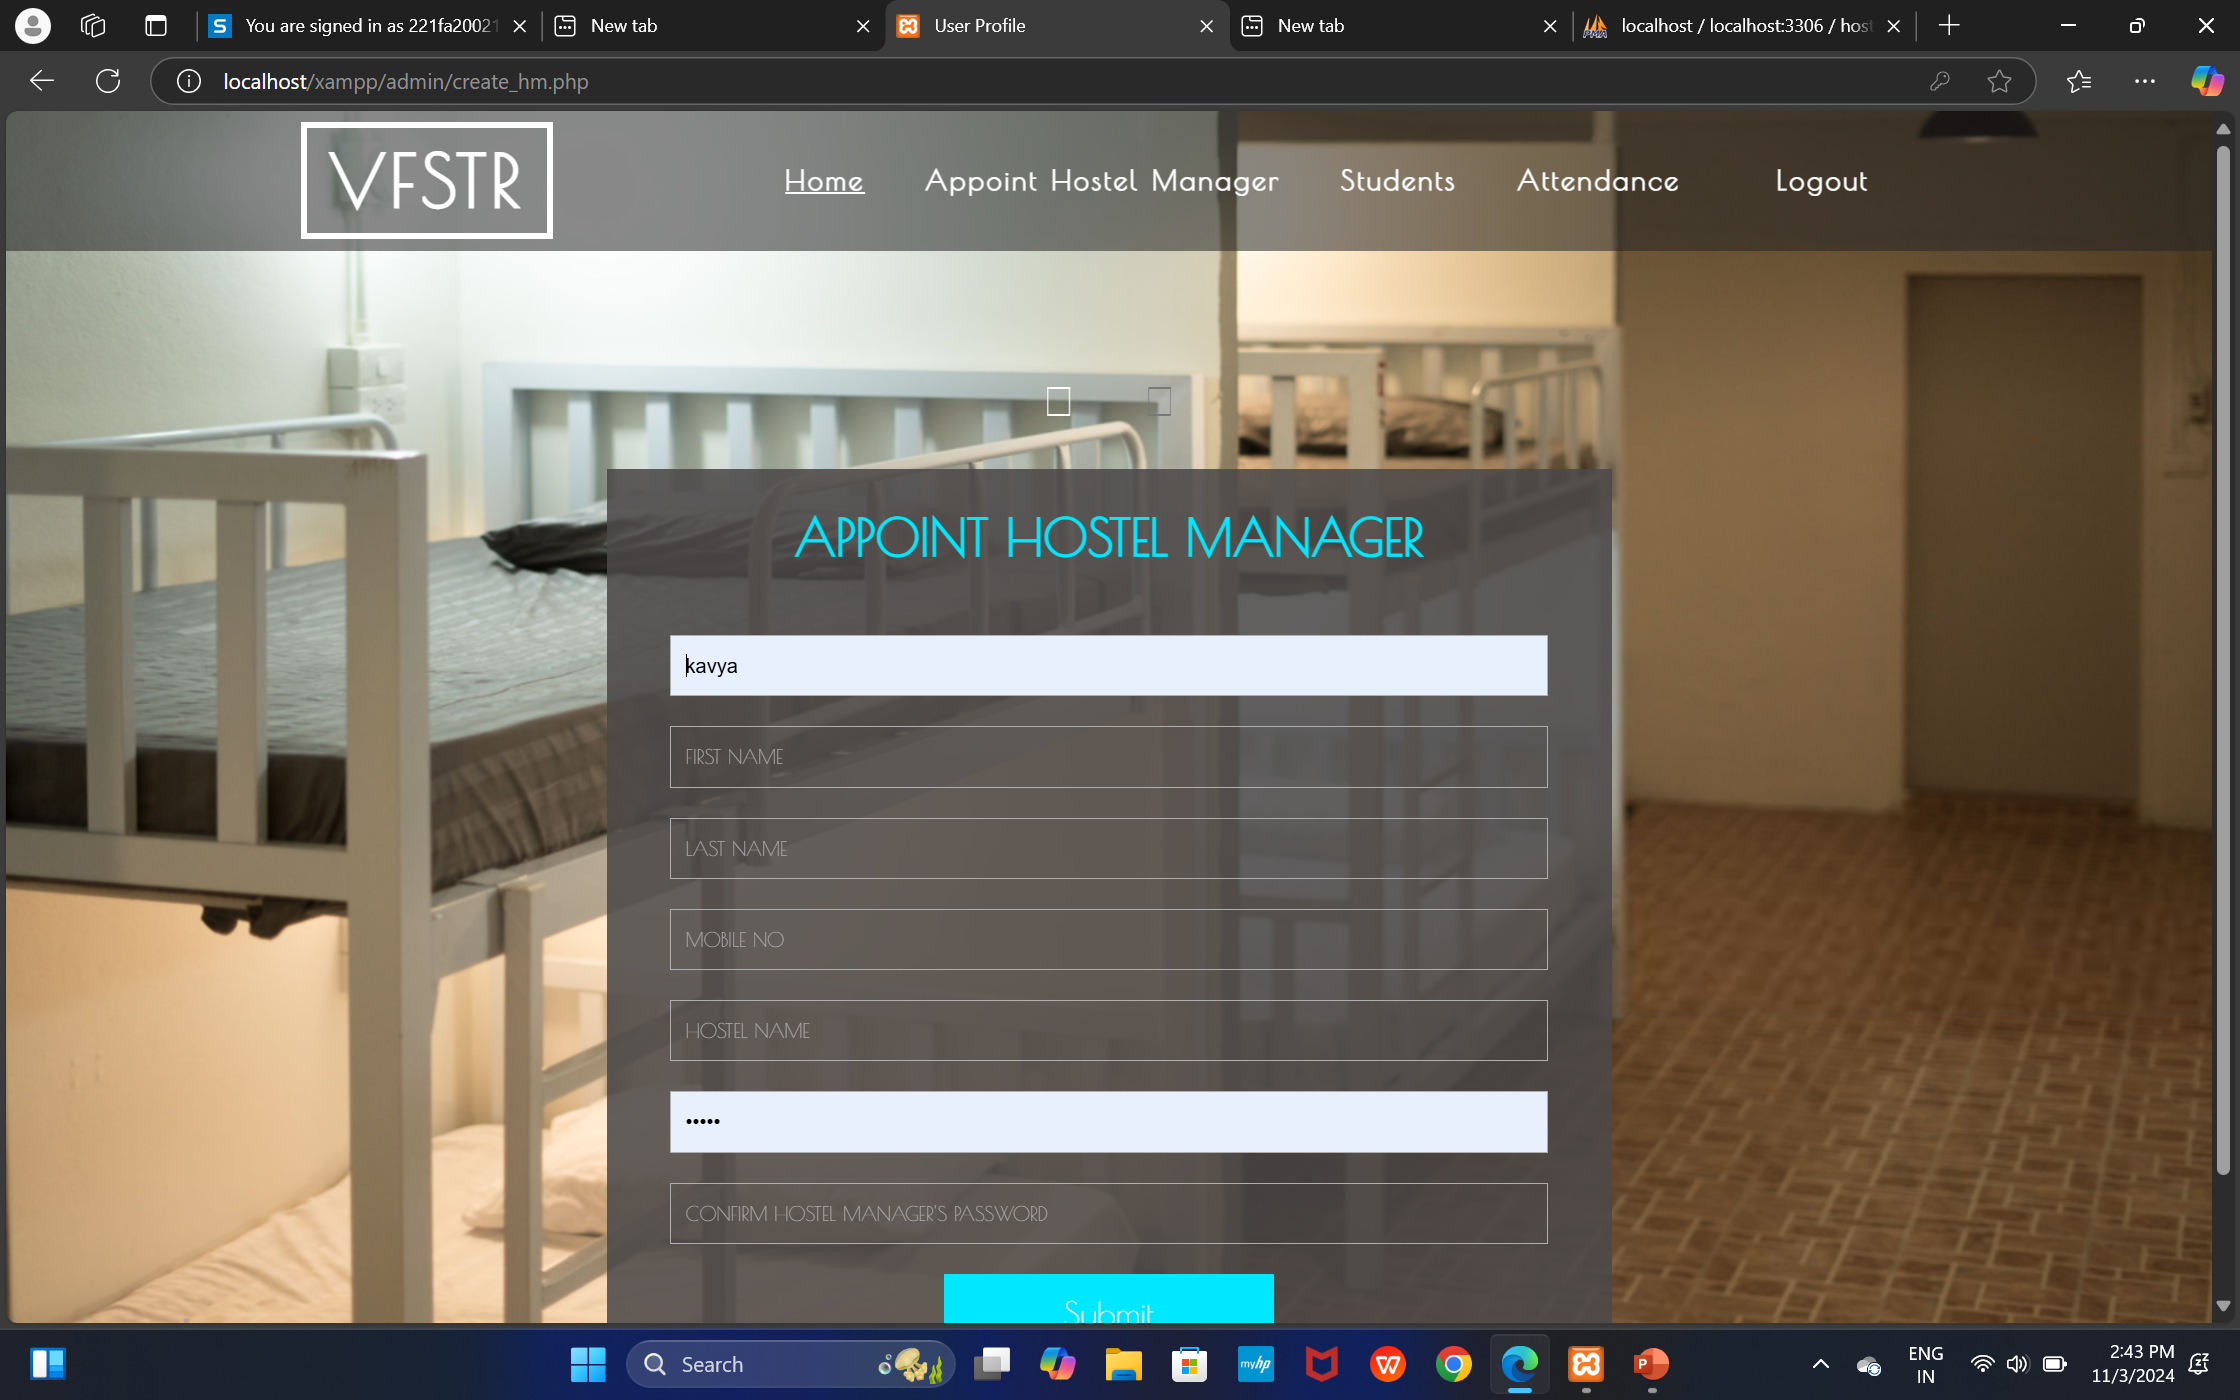 You are signed in as 221fa20021
New tab
User Profile
New tab
localhost / localhost:3306 / host
localhost/xampp/admin/create_hm.php
VFSTR
Home
Appoint Hostel Manager
Students
Attendance
Logout
APPOINT HOSTEL MANAGER
kavya
FIRST NAME
LAST NAME
MOBILE NO
HOSTEL NAME
•••••
CONFIRM HOSTEL MANAGER'S PASSWORD
Submit
Search
myhp
ENG
IN
2:43 PM
11/3/2024